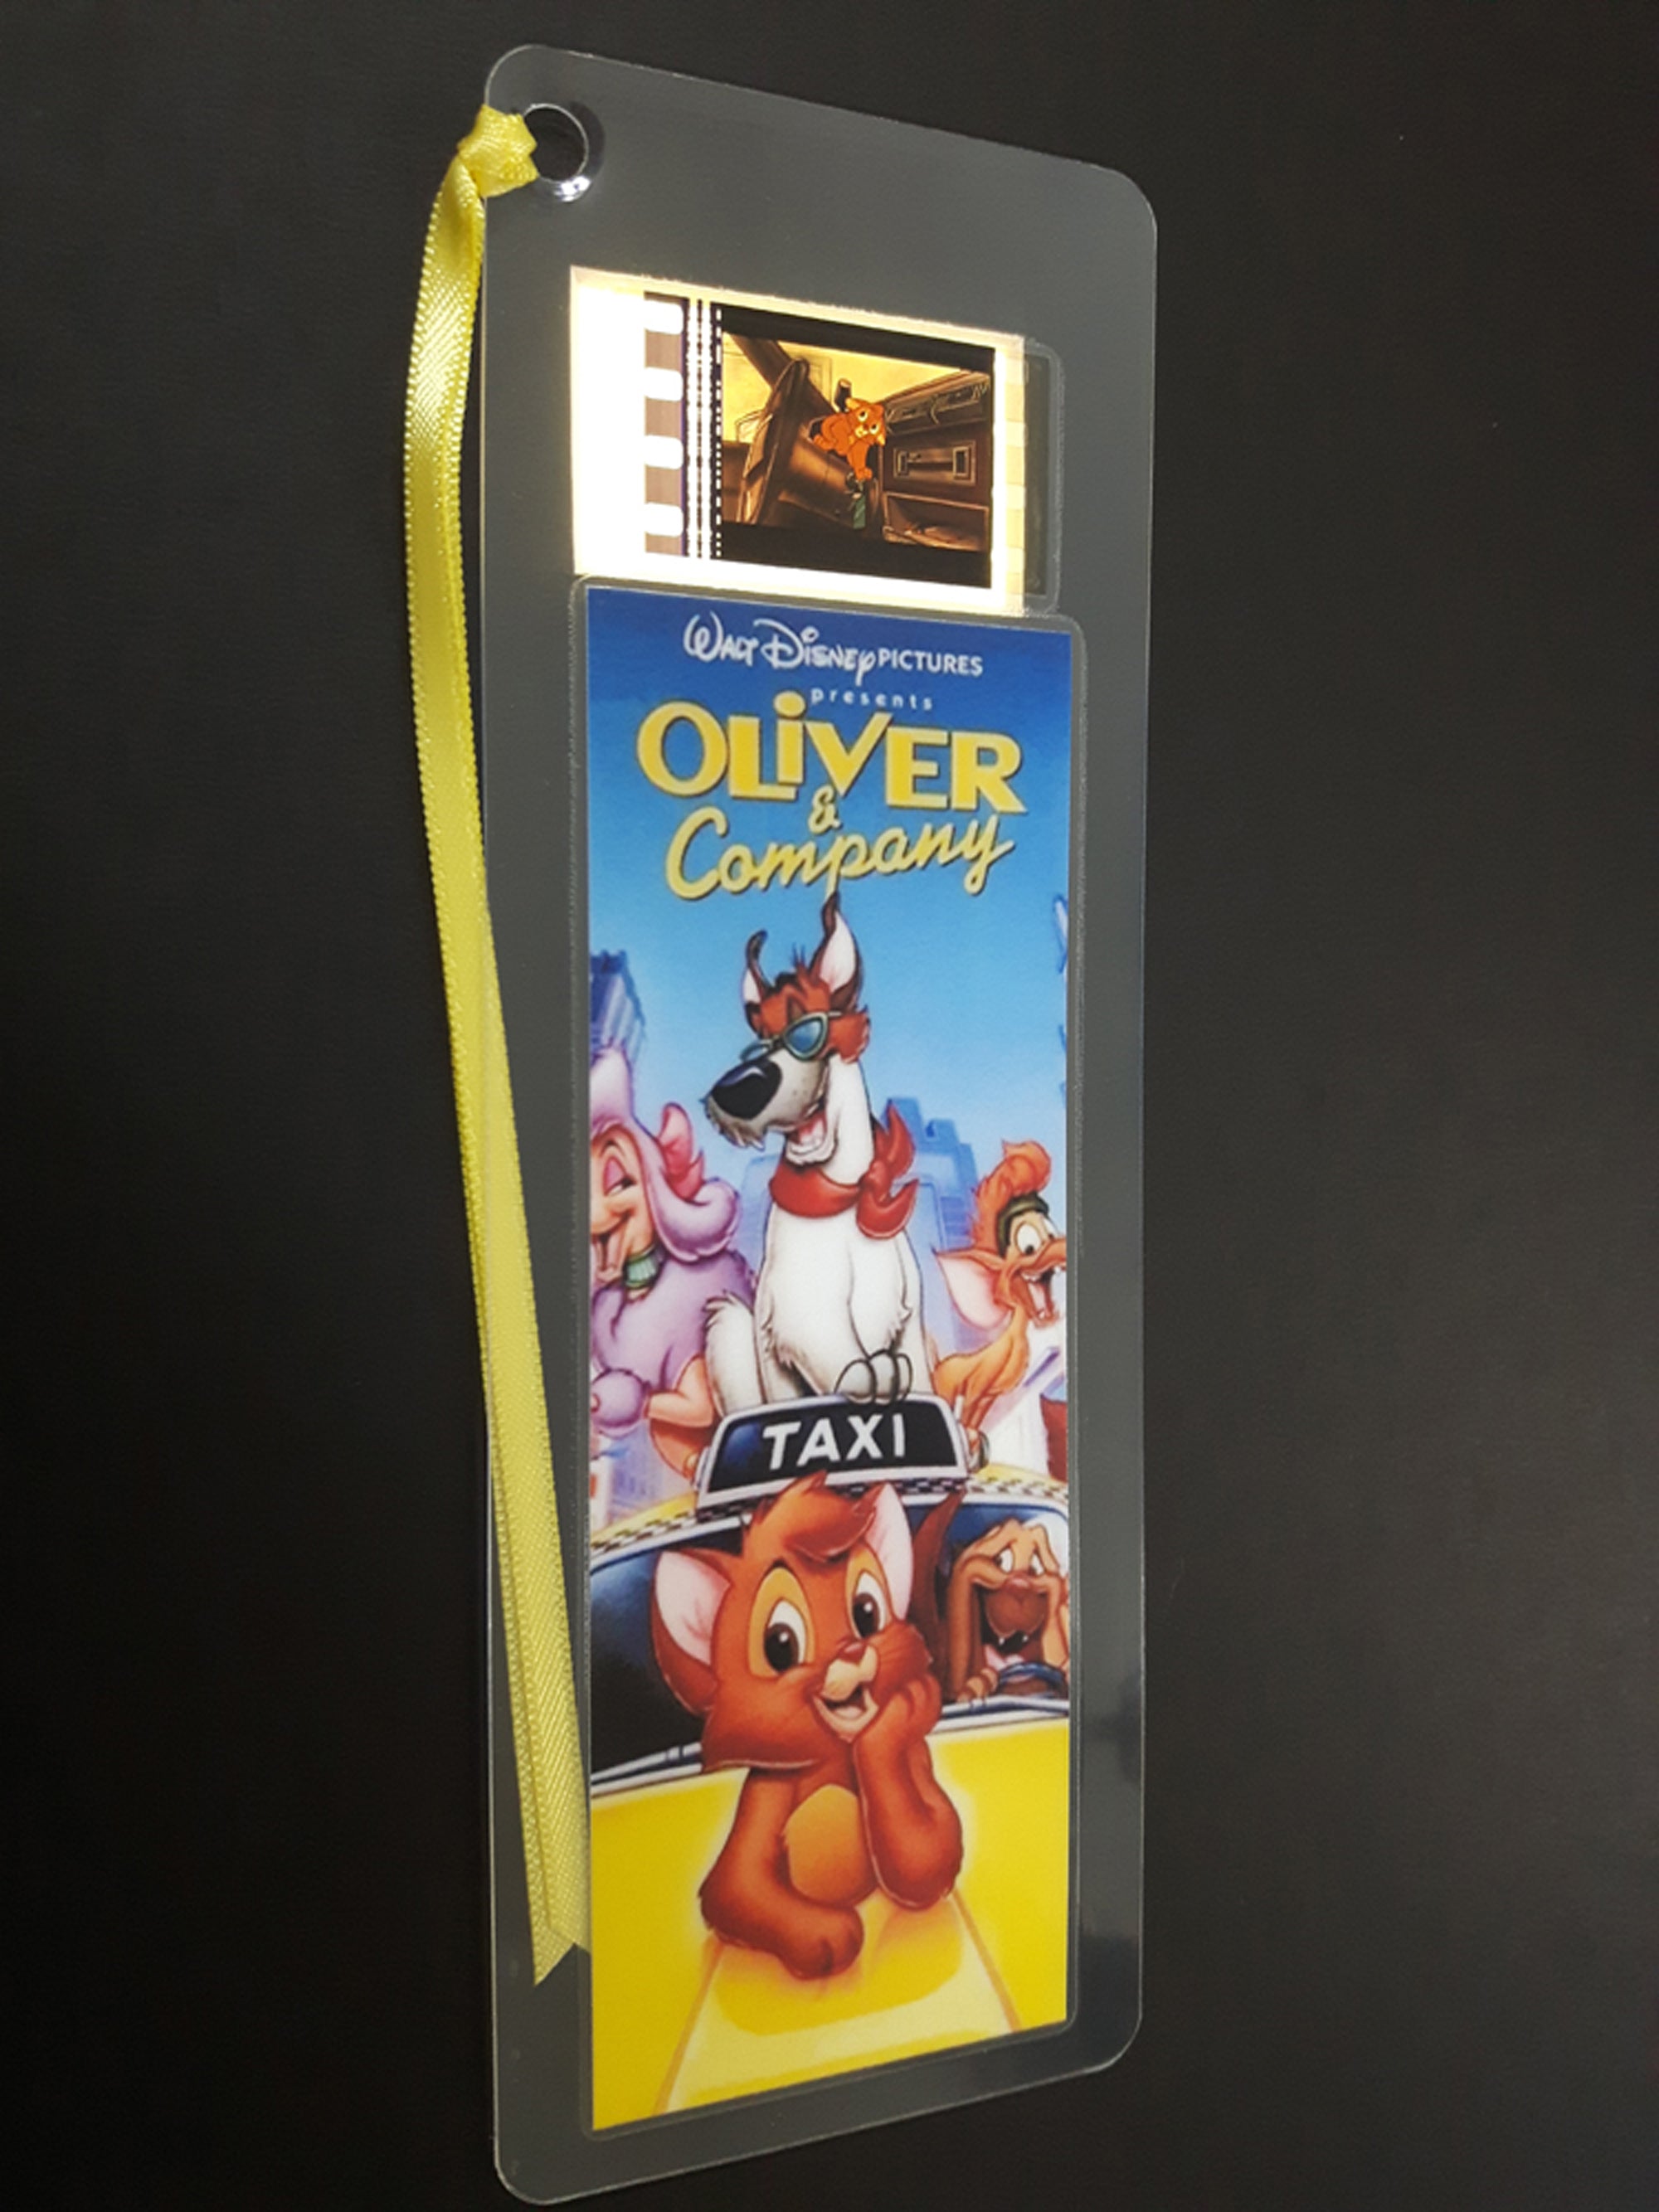 WALT DISNEY PICTURES
presents
OLiVER
&
Company
TAXI